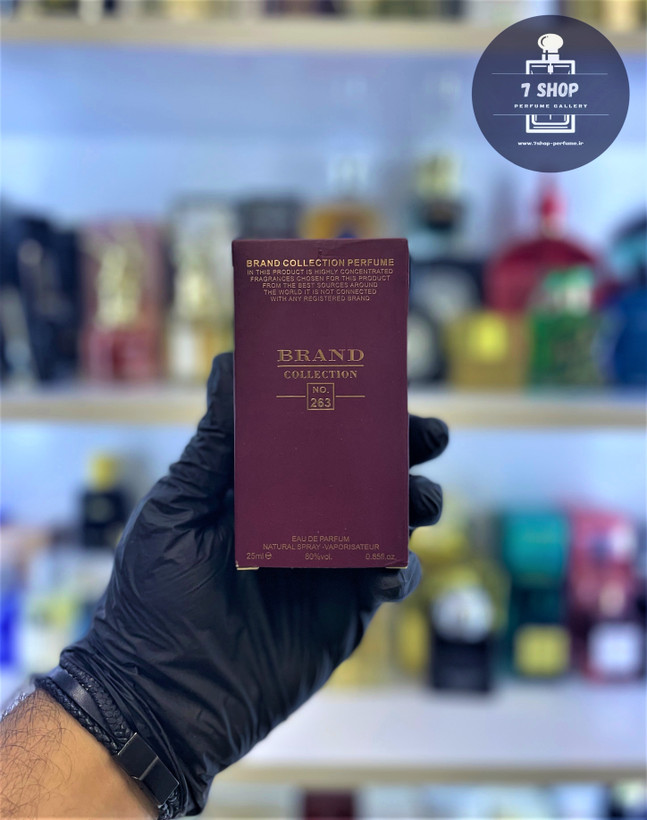 7 SHOP
PERFUME GALLERY
www.7shop-perfume.ir
BRAND COLLECTION PERFUME
IN THIS PRODUCT IS HIGHLY CONCENTRATED
FRAGRANCES CHOSEN FOR THIS PRODUCT
FROM THE BEST SOURCES AROUND
THE WORLD IT IS NOT CONNECTED
WITH ANY REGISTERED BRAND
BRAND
COLLECTION
NO.
263
EAU DE PARFUM
NATURAL SPRAY -VAPORISATEUR
25ml ℮ 80%vol. 0.855.oz